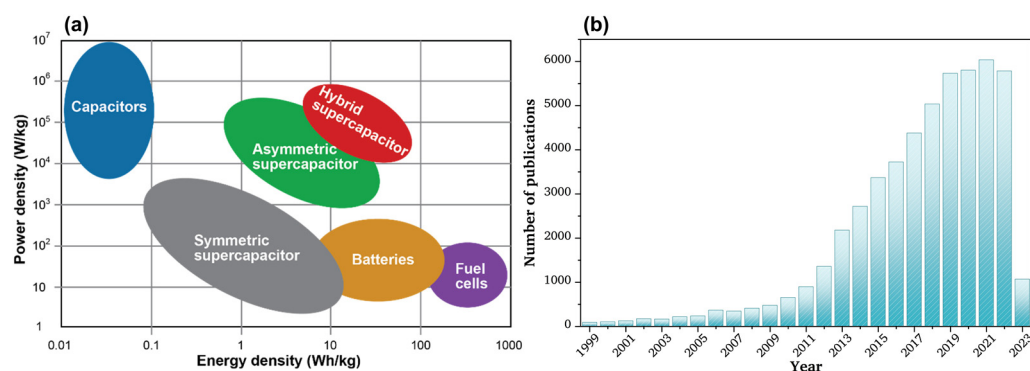 (a)
Power density (W/kg)
10⁷
10⁶
10⁵
10⁴
10³
10²
10
1
Capacitors
Hybrid
supercapacitor
Asymmetric
supercapacitor
Symmetric
supercapacitor
Batteries
Fuel
cells
0.01 0.1 1 10 100 1000
Energy density (Wh/kg)
(b)
Number of publications
6000
5000
4000
3000
2000
1000
0
1999 2001 2003 2005 2007 2009 2011 2013 2015 2017 2019 2021 2023
Year